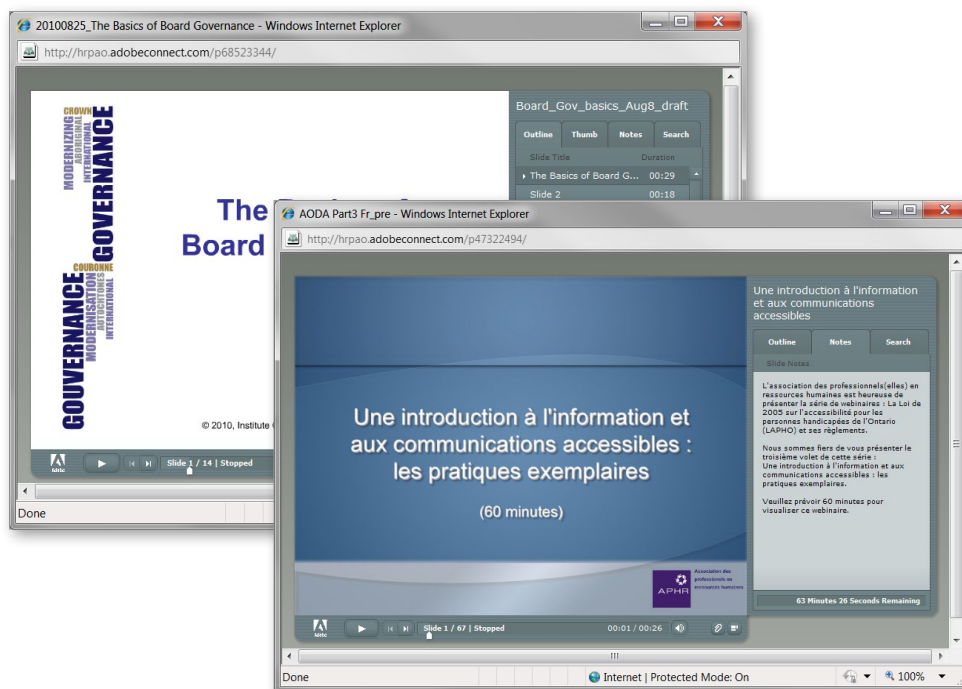 20100825_The Basics of Board Governance - Windows Internet Explorer
http://hrpao.adobeconnect.com/p68523344/
CROWN
MODERNIZING
ABORIGINAL
INTERNATIONAL
GOVERNANCE
COURONNE
GOUVERNANCE
MODERNISATION
AUTOCHTONES
INTERNATIONAL
The
Board
© 2010, Institute
Board_Gov_basics_Aug8_draft
Outline Thumb Notes Search
Slide Title Duration
The Basics of Board G... 00:29
Slide 2 00:18
Adobe
Slide 1 / 14 | Stopped
Done
AODA Part3 Fr_pre - Windows Internet Explorer
http://hrpao.adobeconnect.com/p47322494/
Une introduction à l'information et
aux communications accessibles :
les pratiques exemplaires
(60 minutes)
APHR
Association des
professionnels en
ressources humaines
Une introduction à l'information
et aux communications
accessibles
Outline Notes Search
Slide Notes
L'association des professionnels(elles) en
ressources humaines est heureuse de
présenter la série de webinaires : La Loi de
2005 sur l'accessibilité pour les
personnes handicapées de l'Ontario
(LAPHO) et ses règlements.
Nous sommes fiers de vous présenter le
troisième volet de cette série :
Une introduction à l'information et aux
communications accessibles : les
pratiques exemplaires.
Veuillez prévoir 60 minutes pour
visualiser ce webinaire.
63 Minutes 26 Seconds Remaining
Adobe
Slide 1 / 67 | Stopped
00:01 / 00:26
Done
Internet | Protected Mode: On
100%